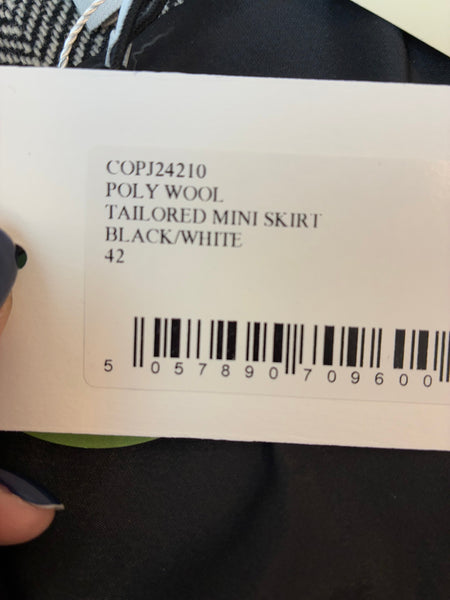 COPJ24210
POLY WOOL
TAILORED MINI SKIRT
BLACK/WHITE
42
5 057890 709600